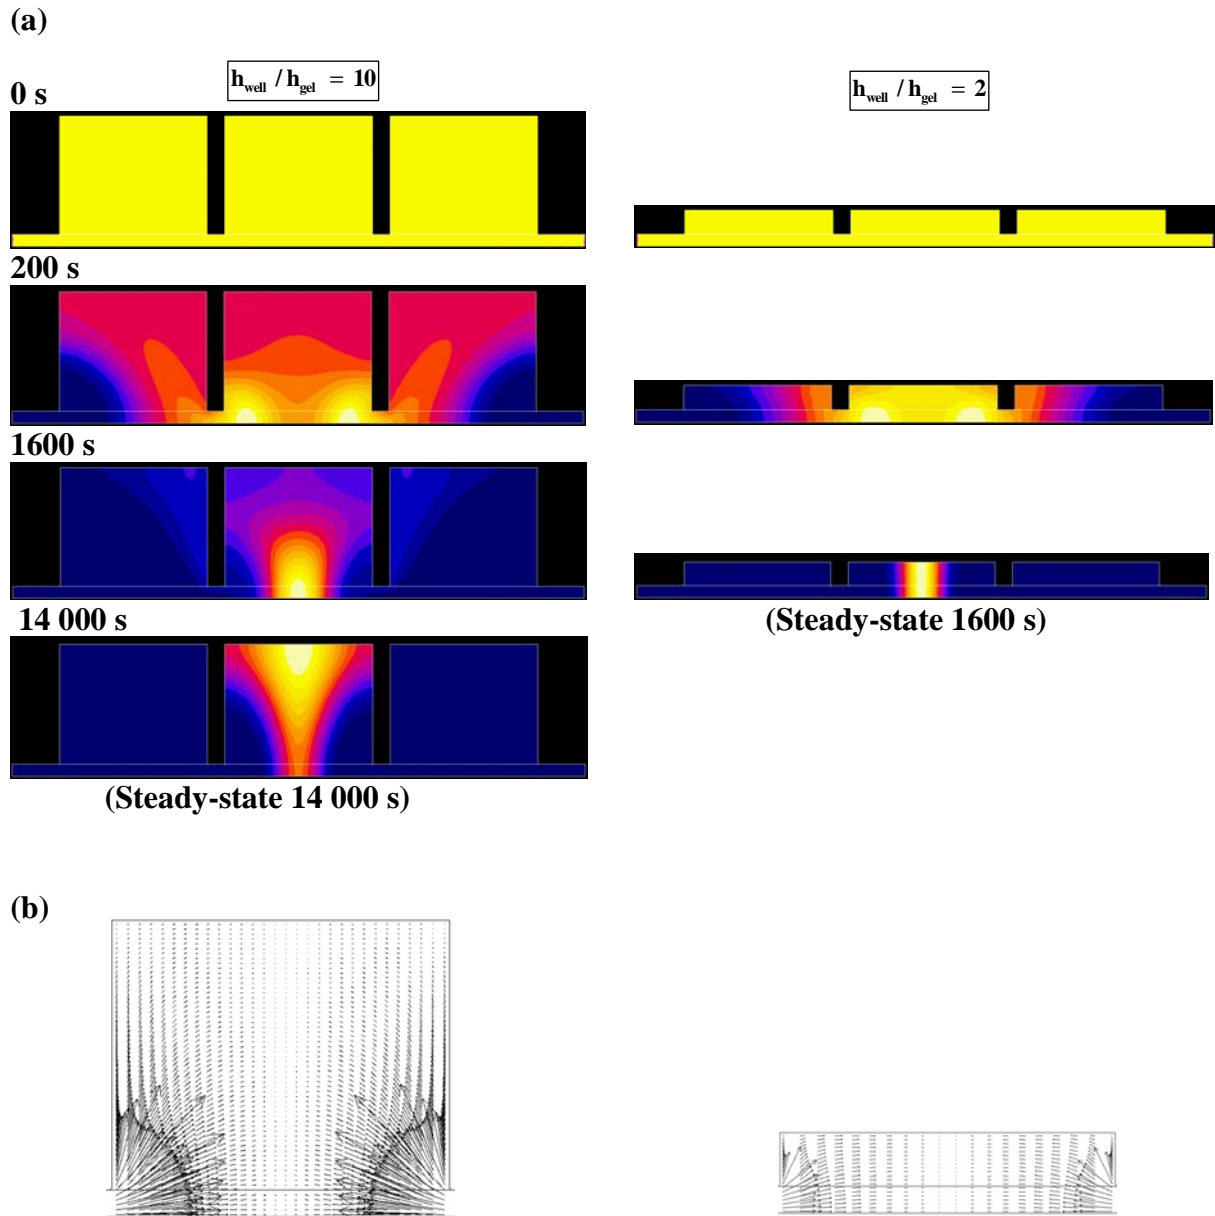 (a)
h_well / h_gel = 10
h_well / h_gel = 2
0 s
200 s
1600 s
14 000 s
(Steady-state 1600 s)
(Steady-state 14 000 s)
(b)